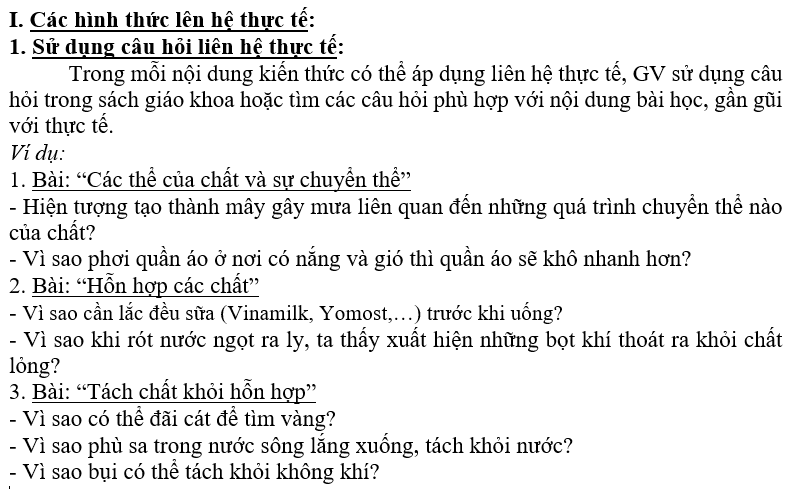 I. Các hình thức lên hệ thực tế:
1. Sử dụng câu hỏi liên hệ thực tế:
Trong mỗi nội dung kiến thức có thể áp dụng liên hệ thực tế, GV sử dụng câu
hỏi trong sách giáo khoa hoặc tìm các câu hỏi phù hợp với nội dung bài học, gần gũi
với thực tế.
Ví dụ:
1. Bài: “Các thể của chất và sự chuyển thể”
- Hiện tượng tạo thành mây gây mưa liên quan đến những quá trình chuyển thể nào
của chất?
- Vì sao phơi quần áo ở nơi có nắng và gió thì quần áo sẽ khô nhanh hơn?
2. Bài: “Hỗn hợp các chất”
- Vì sao cần lắc đều sữa (Vinamilk, Yomost,…) trước khi uống?
- Vì sao khi rót nước ngọt ra ly, ta thấy xuất hiện những bọt khí thoát ra khỏi chất
lỏng?
3. Bài: “Tách chất khỏi hỗn hợp”
- Vì sao có thể đãi cát để tìm vàng?
- Vì sao phù sa trong nước sông lắng xuống, tách khỏi nước?
- Vì sao bụi có thể tách khỏi không khí?